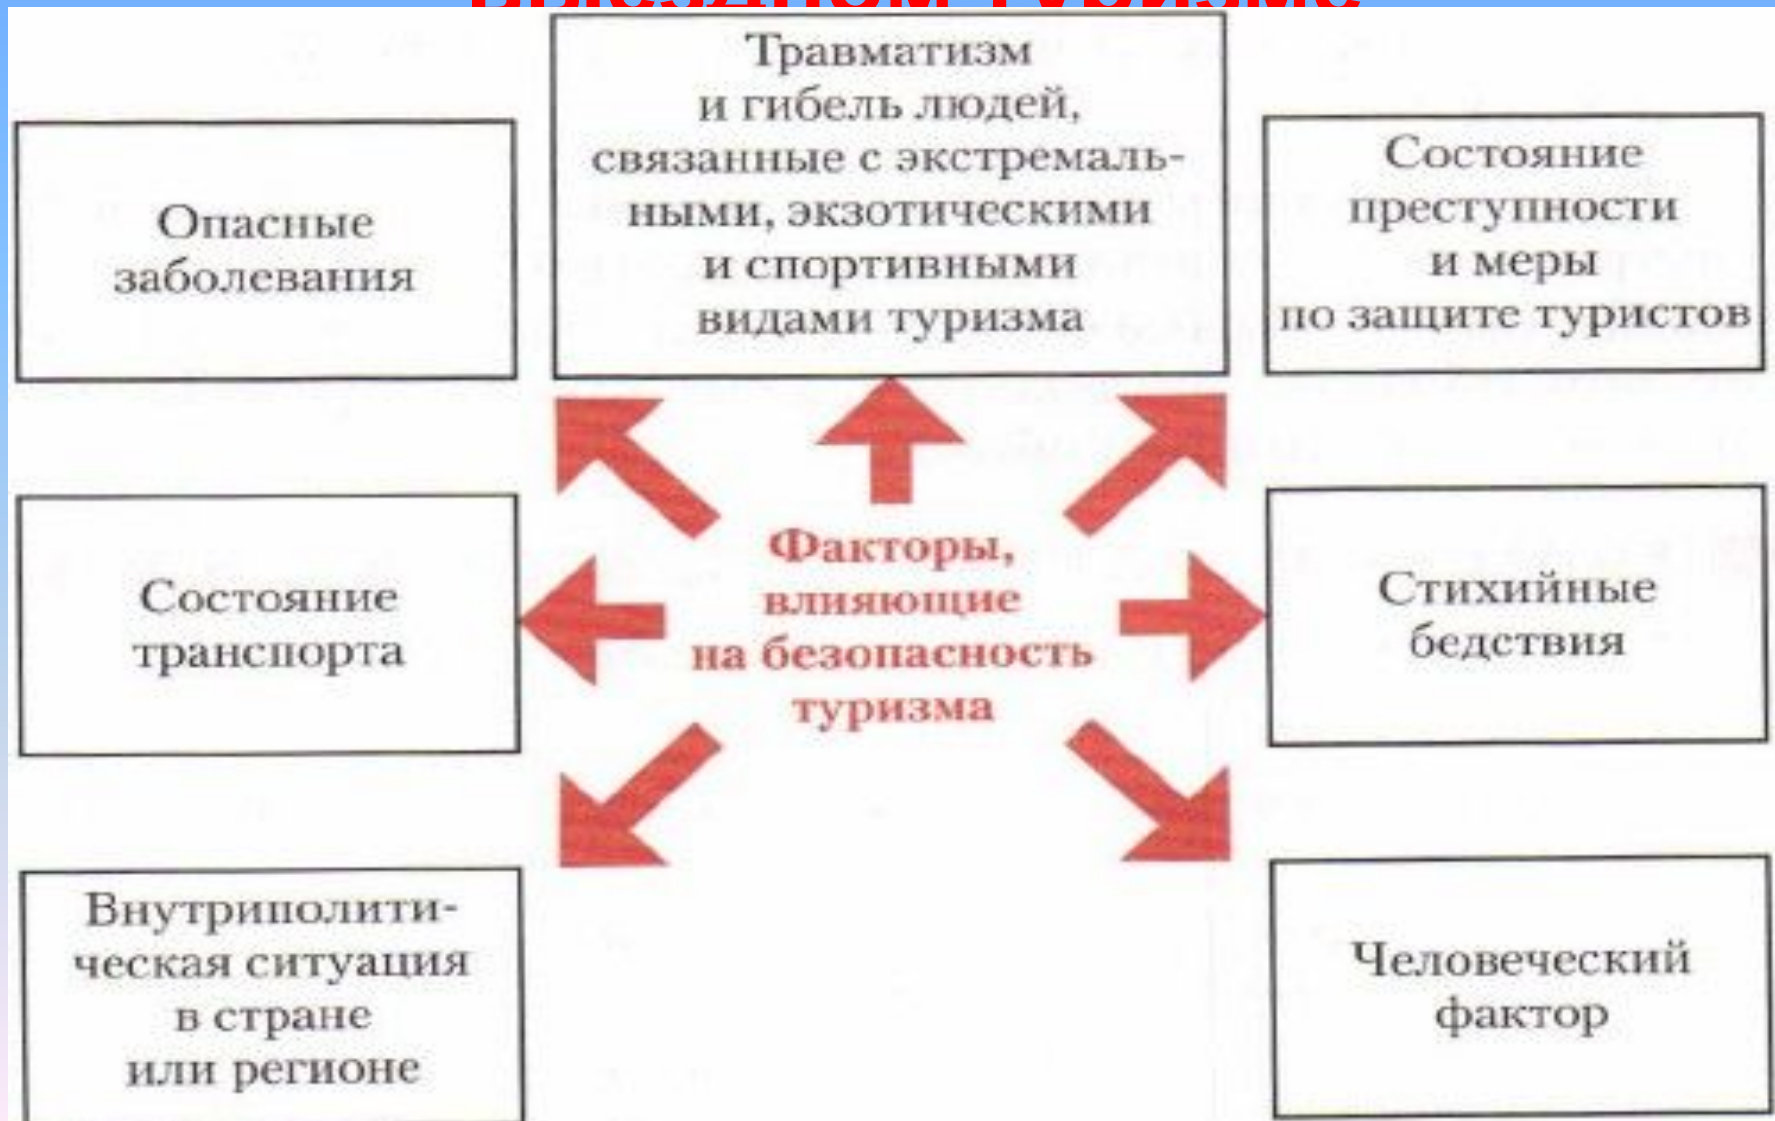 Травматизм
и гибель людей,
связанные с экстремаль-
ными, экзотическими
и спортивными
видами туризма
Опасные
заболевания
Состояние
преступности
и меры
по защите туристов
Факторы,
влияющие
на безопасность
туризма
Состояние
транспорта
Стихийные
бедствия
Внутриполити-
ческая ситуация
в стране
или регионе
Человеческий
фактор